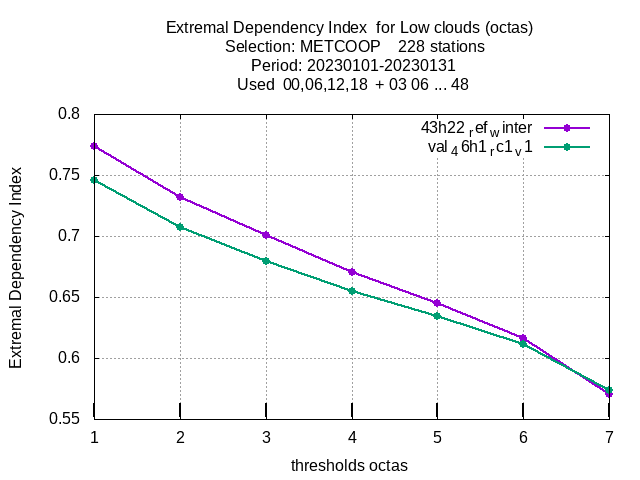 Extremal Dependency Index  for Low clouds (octas)
Selection: METCOOP    228 stations
Period: 20230101-20230131
Used  00,06,12,18  + 03 06 ... 48
43h22_ref_winter
val_46h1_rc1_v1
Extremal Dependency Index
0.8
0.75
0.7
0.65
0.6
0.55
1 2 3 4 5 6 7
thresholds octas